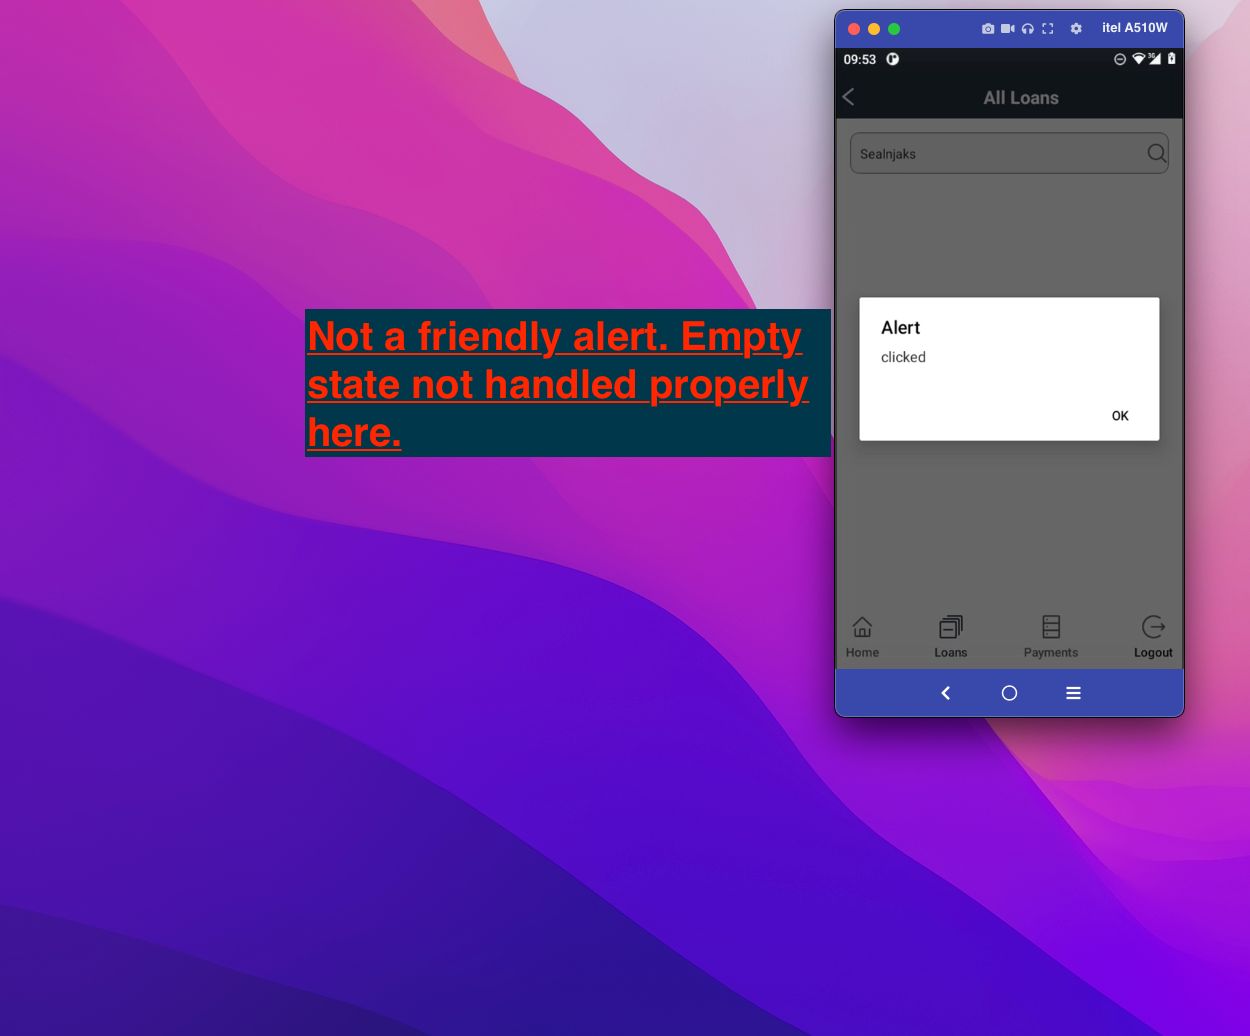 itel A510W
09:53
3G
All Loans
Sealnjaks
Not a friendly alert. Empty
state not handled properly
here.
Alert
clicked
OK
Home Loans Payments Logout